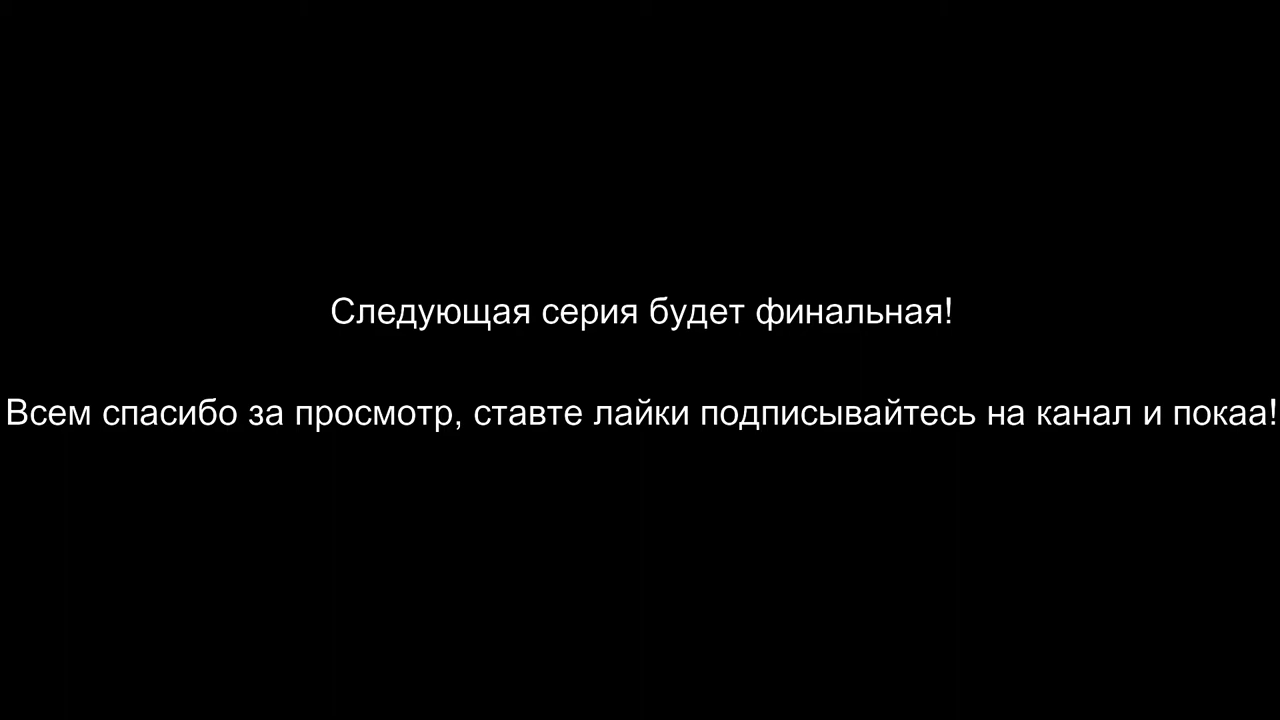 Следующая серия будет финальная!
Всем спасибо за просмотр, ставте лайки подписывайтесь на канал и покаа!